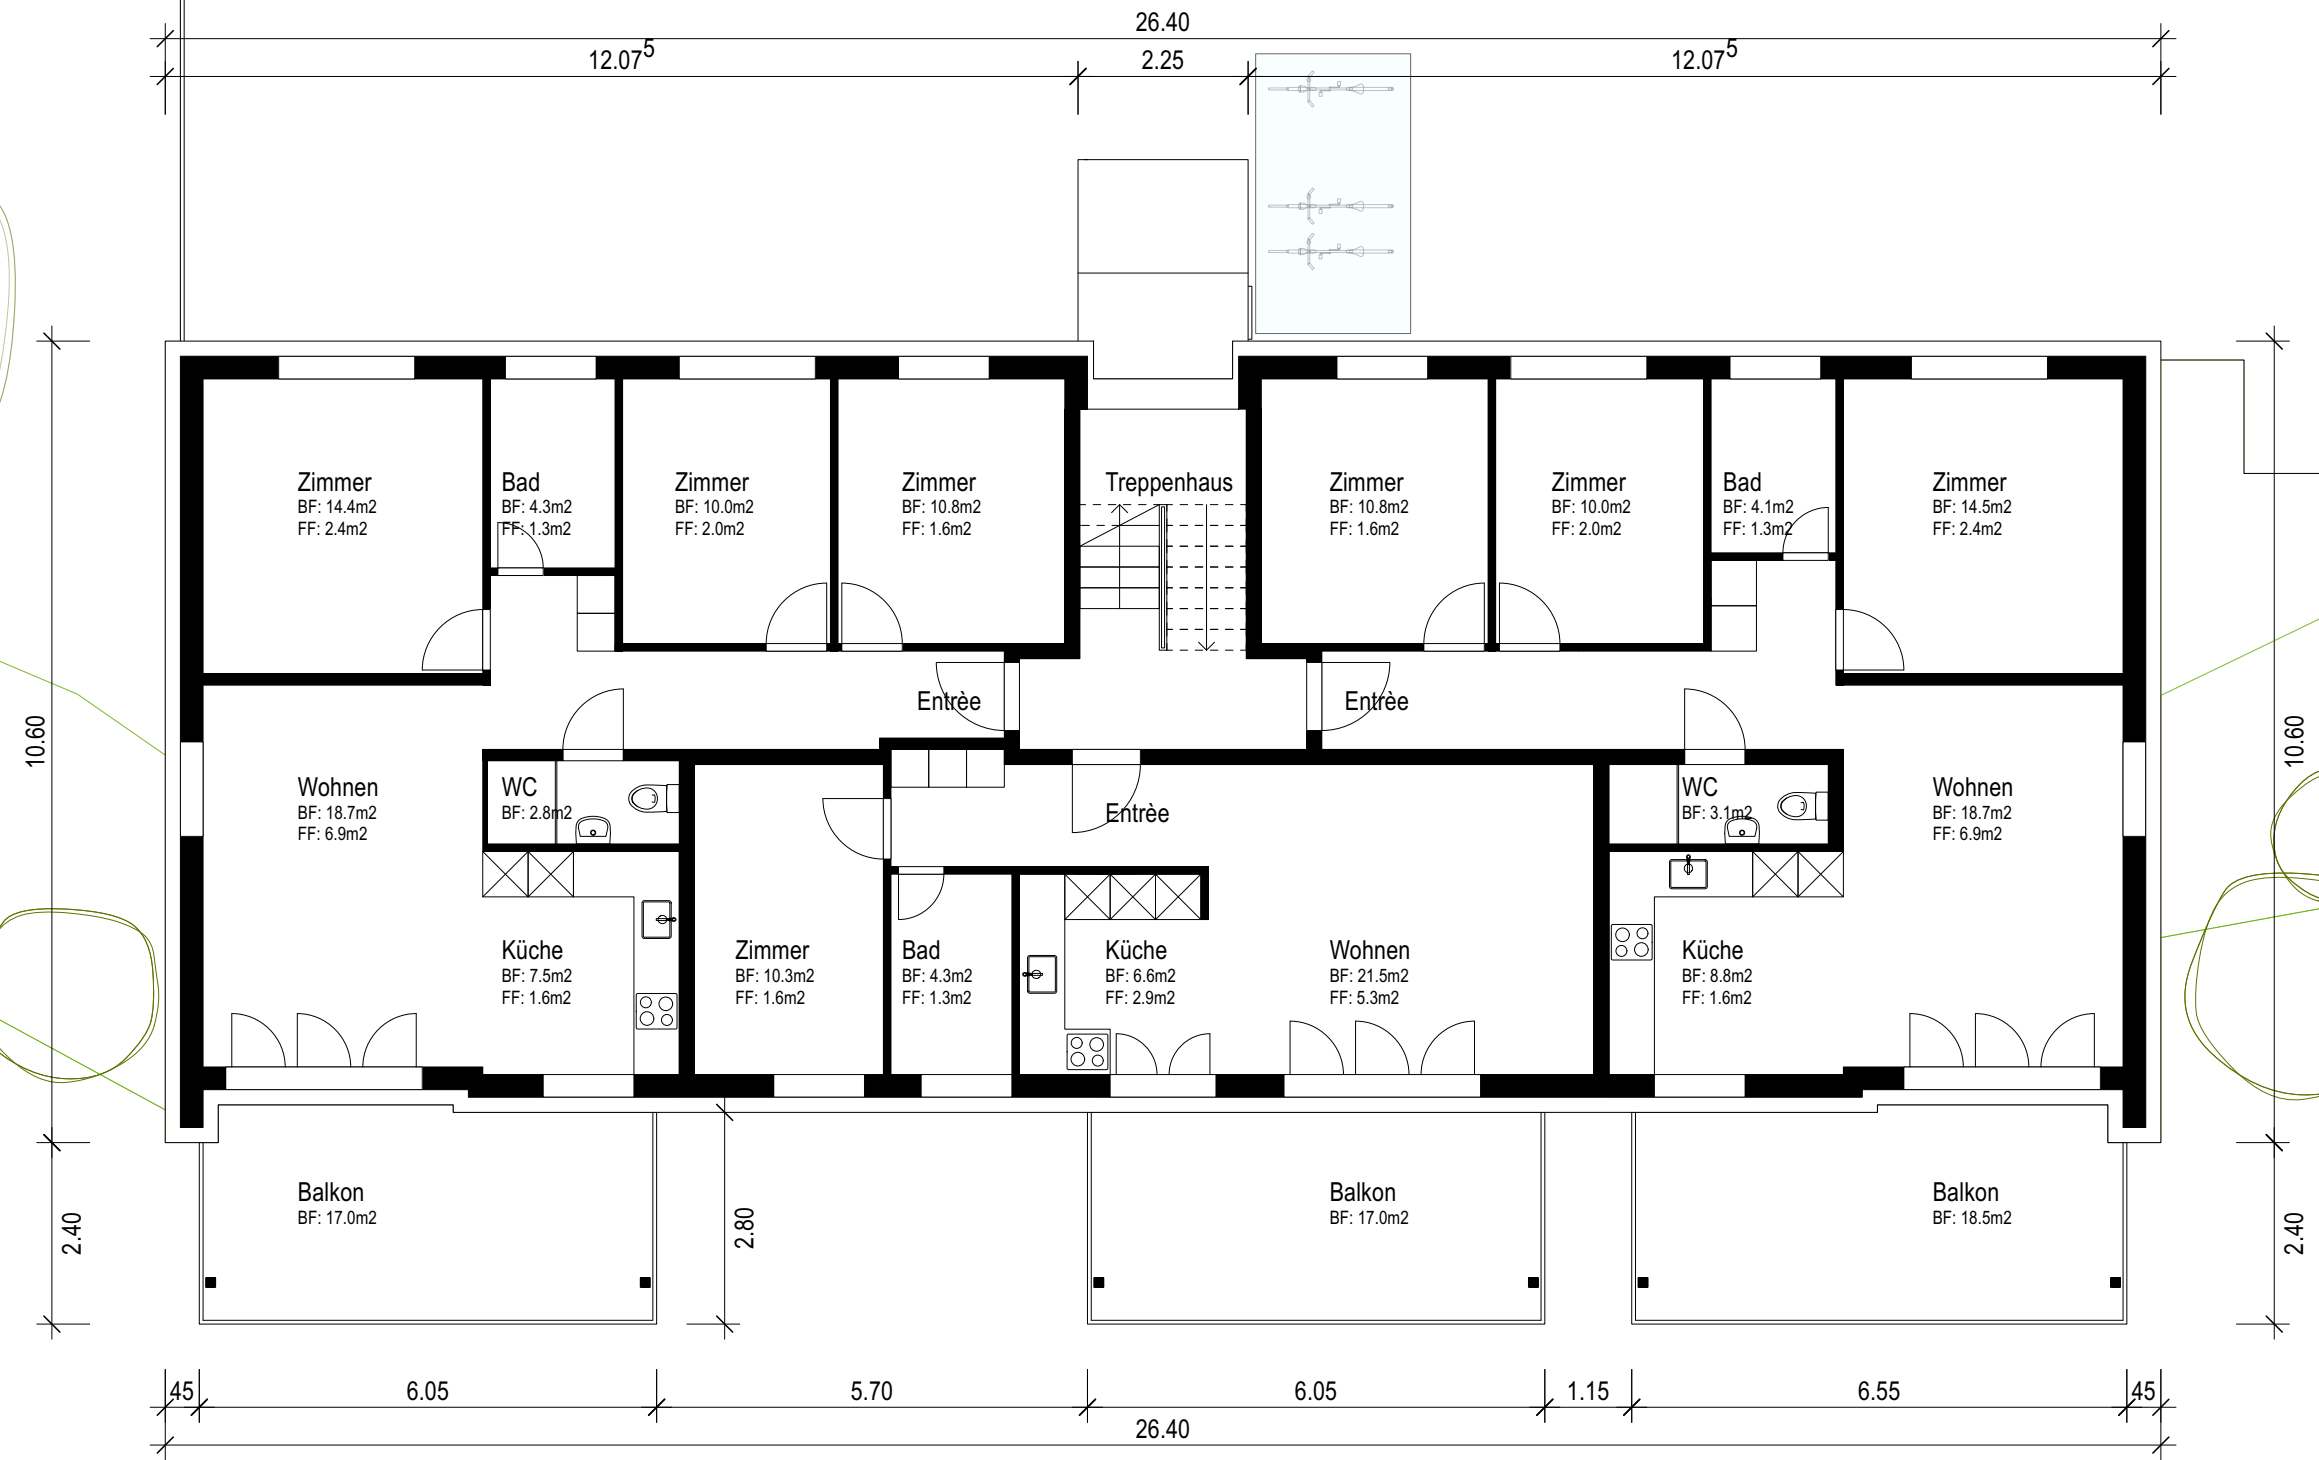 26.40
12.07⁵
2.25
12.07⁵
Zimmer
BF: 14.4m2
FF: 2.4m2
Bad
BF: 4.3m2
FF: 1.3m2
Zimmer
BF: 10.0m2
FF: 2.0m2
Zimmer
BF: 10.8m2
FF: 1.6m2
Treppenhaus
Zimmer
BF: 10.8m2
FF: 1.6m2
Zimmer
BF: 10.0m2
FF: 2.0m2
Bad
BF: 4.1m2
FF: 1.3m2
Zimmer
BF: 14.5m2
FF: 2.4m2
Entrèe
Entrèe
10.60
10.60
Wohnen
BF: 18.7m2
FF: 6.9m2
WC
BF: 2.8m2
Entrèe
WC
BF: 3.1m2
Wohnen
BF: 18.7m2
FF: 6.9m2
Küche
BF: 7.5m2
FF: 1.6m2
Zimmer
BF: 10.3m2
FF: 1.6m2
Bad
BF: 4.3m2
FF: 1.3m2
Küche
BF: 6.6m2
FF: 2.9m2
Wohnen
BF: 21.5m2
FF: 5.3m2
Küche
BF: 8.8m2
FF: 1.6m2
Balkon
BF: 17.0m2
Balkon
BF: 17.0m2
Balkon
BF: 18.5m2
2.40
2.80
2.40
45
6.05
5.70
6.05
1.15
6.55
45
26.40